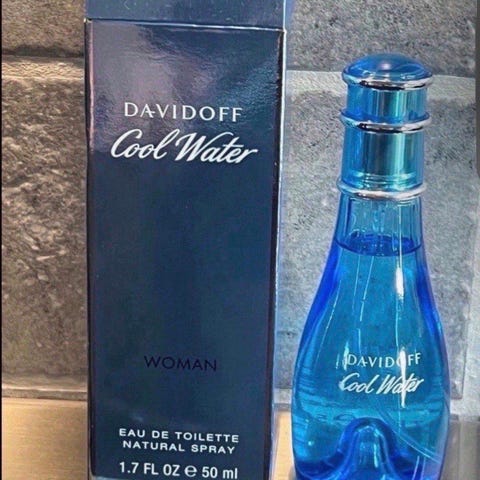 DAVIDOFF
Cool Water
WOMAN
EAU DE TOILETTE
NATURAL SPRAY
1.7 FL OZ ℮ 50 ml
DAVIDOFF
Cool Water